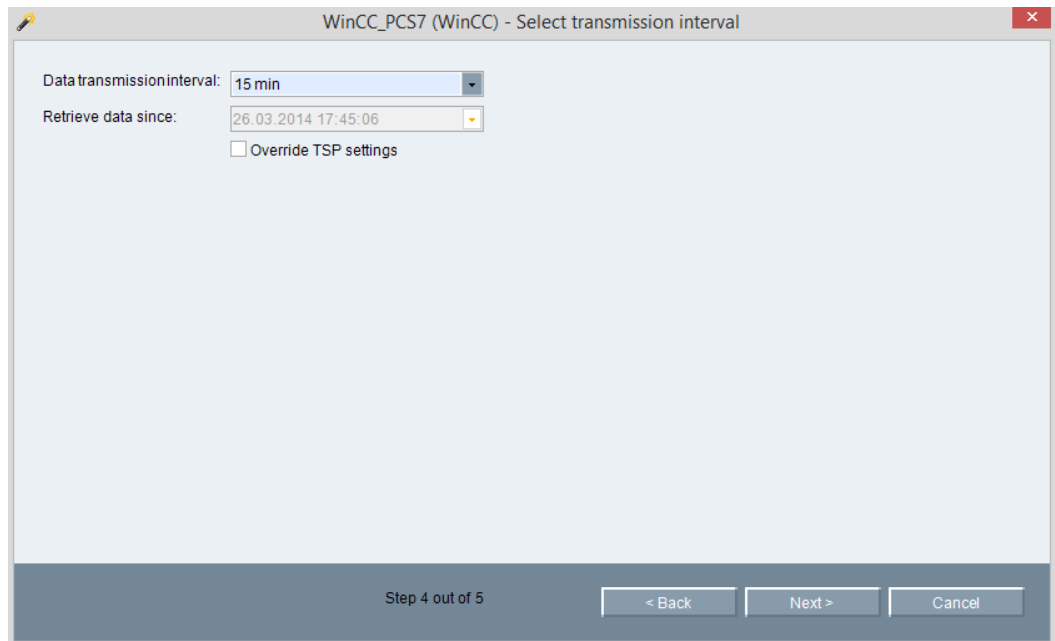 WinCC_PCS7 (WinCC) - Select transmission interval
Data transmission interval: 15 min
Retrieve data since: 26.03.2014 17:45:06
Override TSP settings
Step 4 out of 5 < Back Next > Cancel